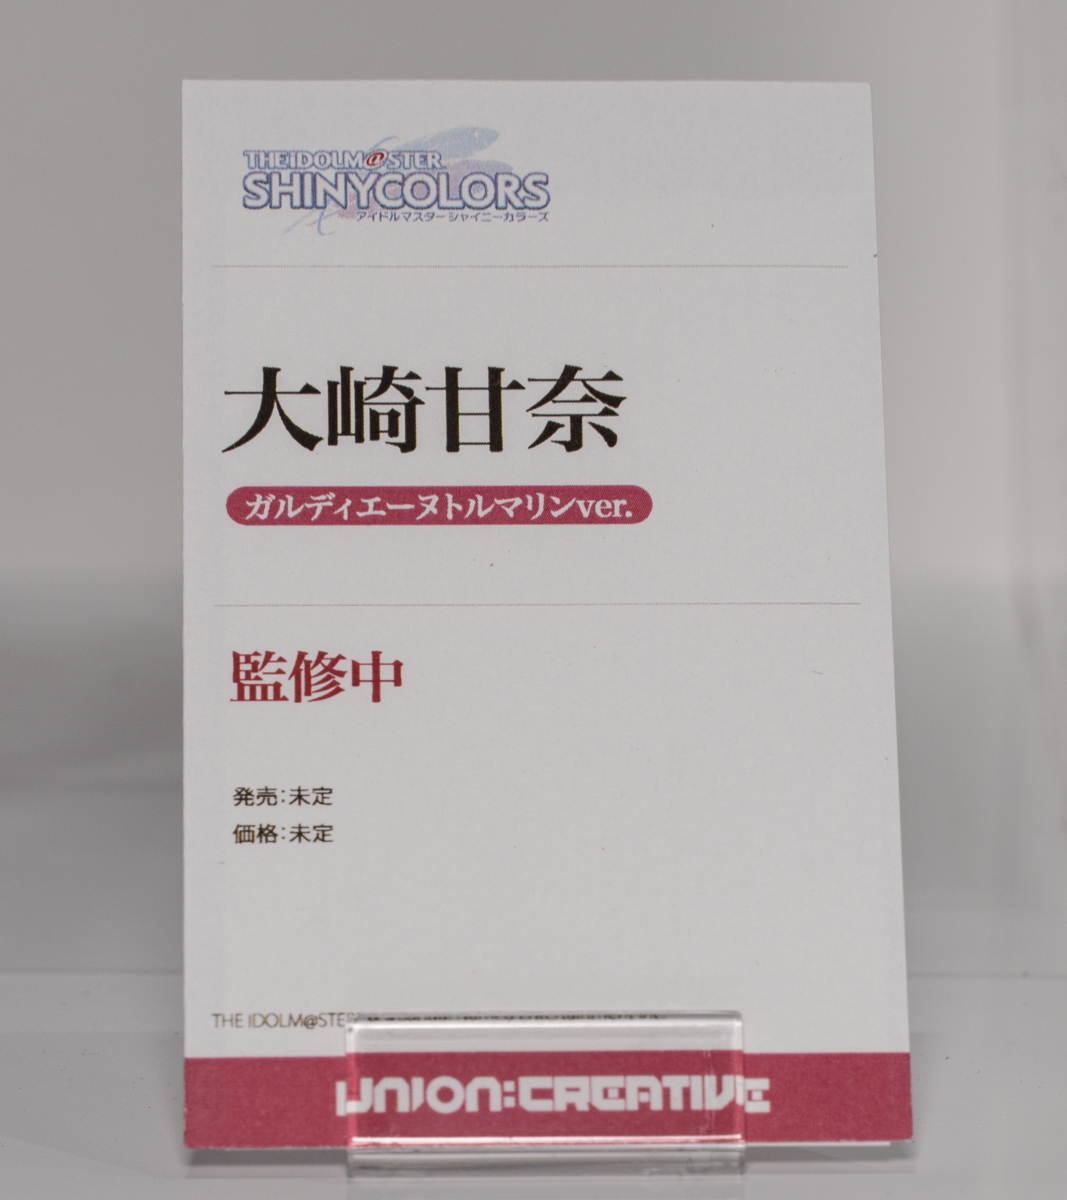 THE IDOLM@STER
SHINYCOLORS
アイドルマスター シャイニーカラーズ
大崎甘奈
ガルディエーヌトルマリンver.
監修中
発売:未定
価格:未定
THE IDOLM@STER
UNION:CREATIVE